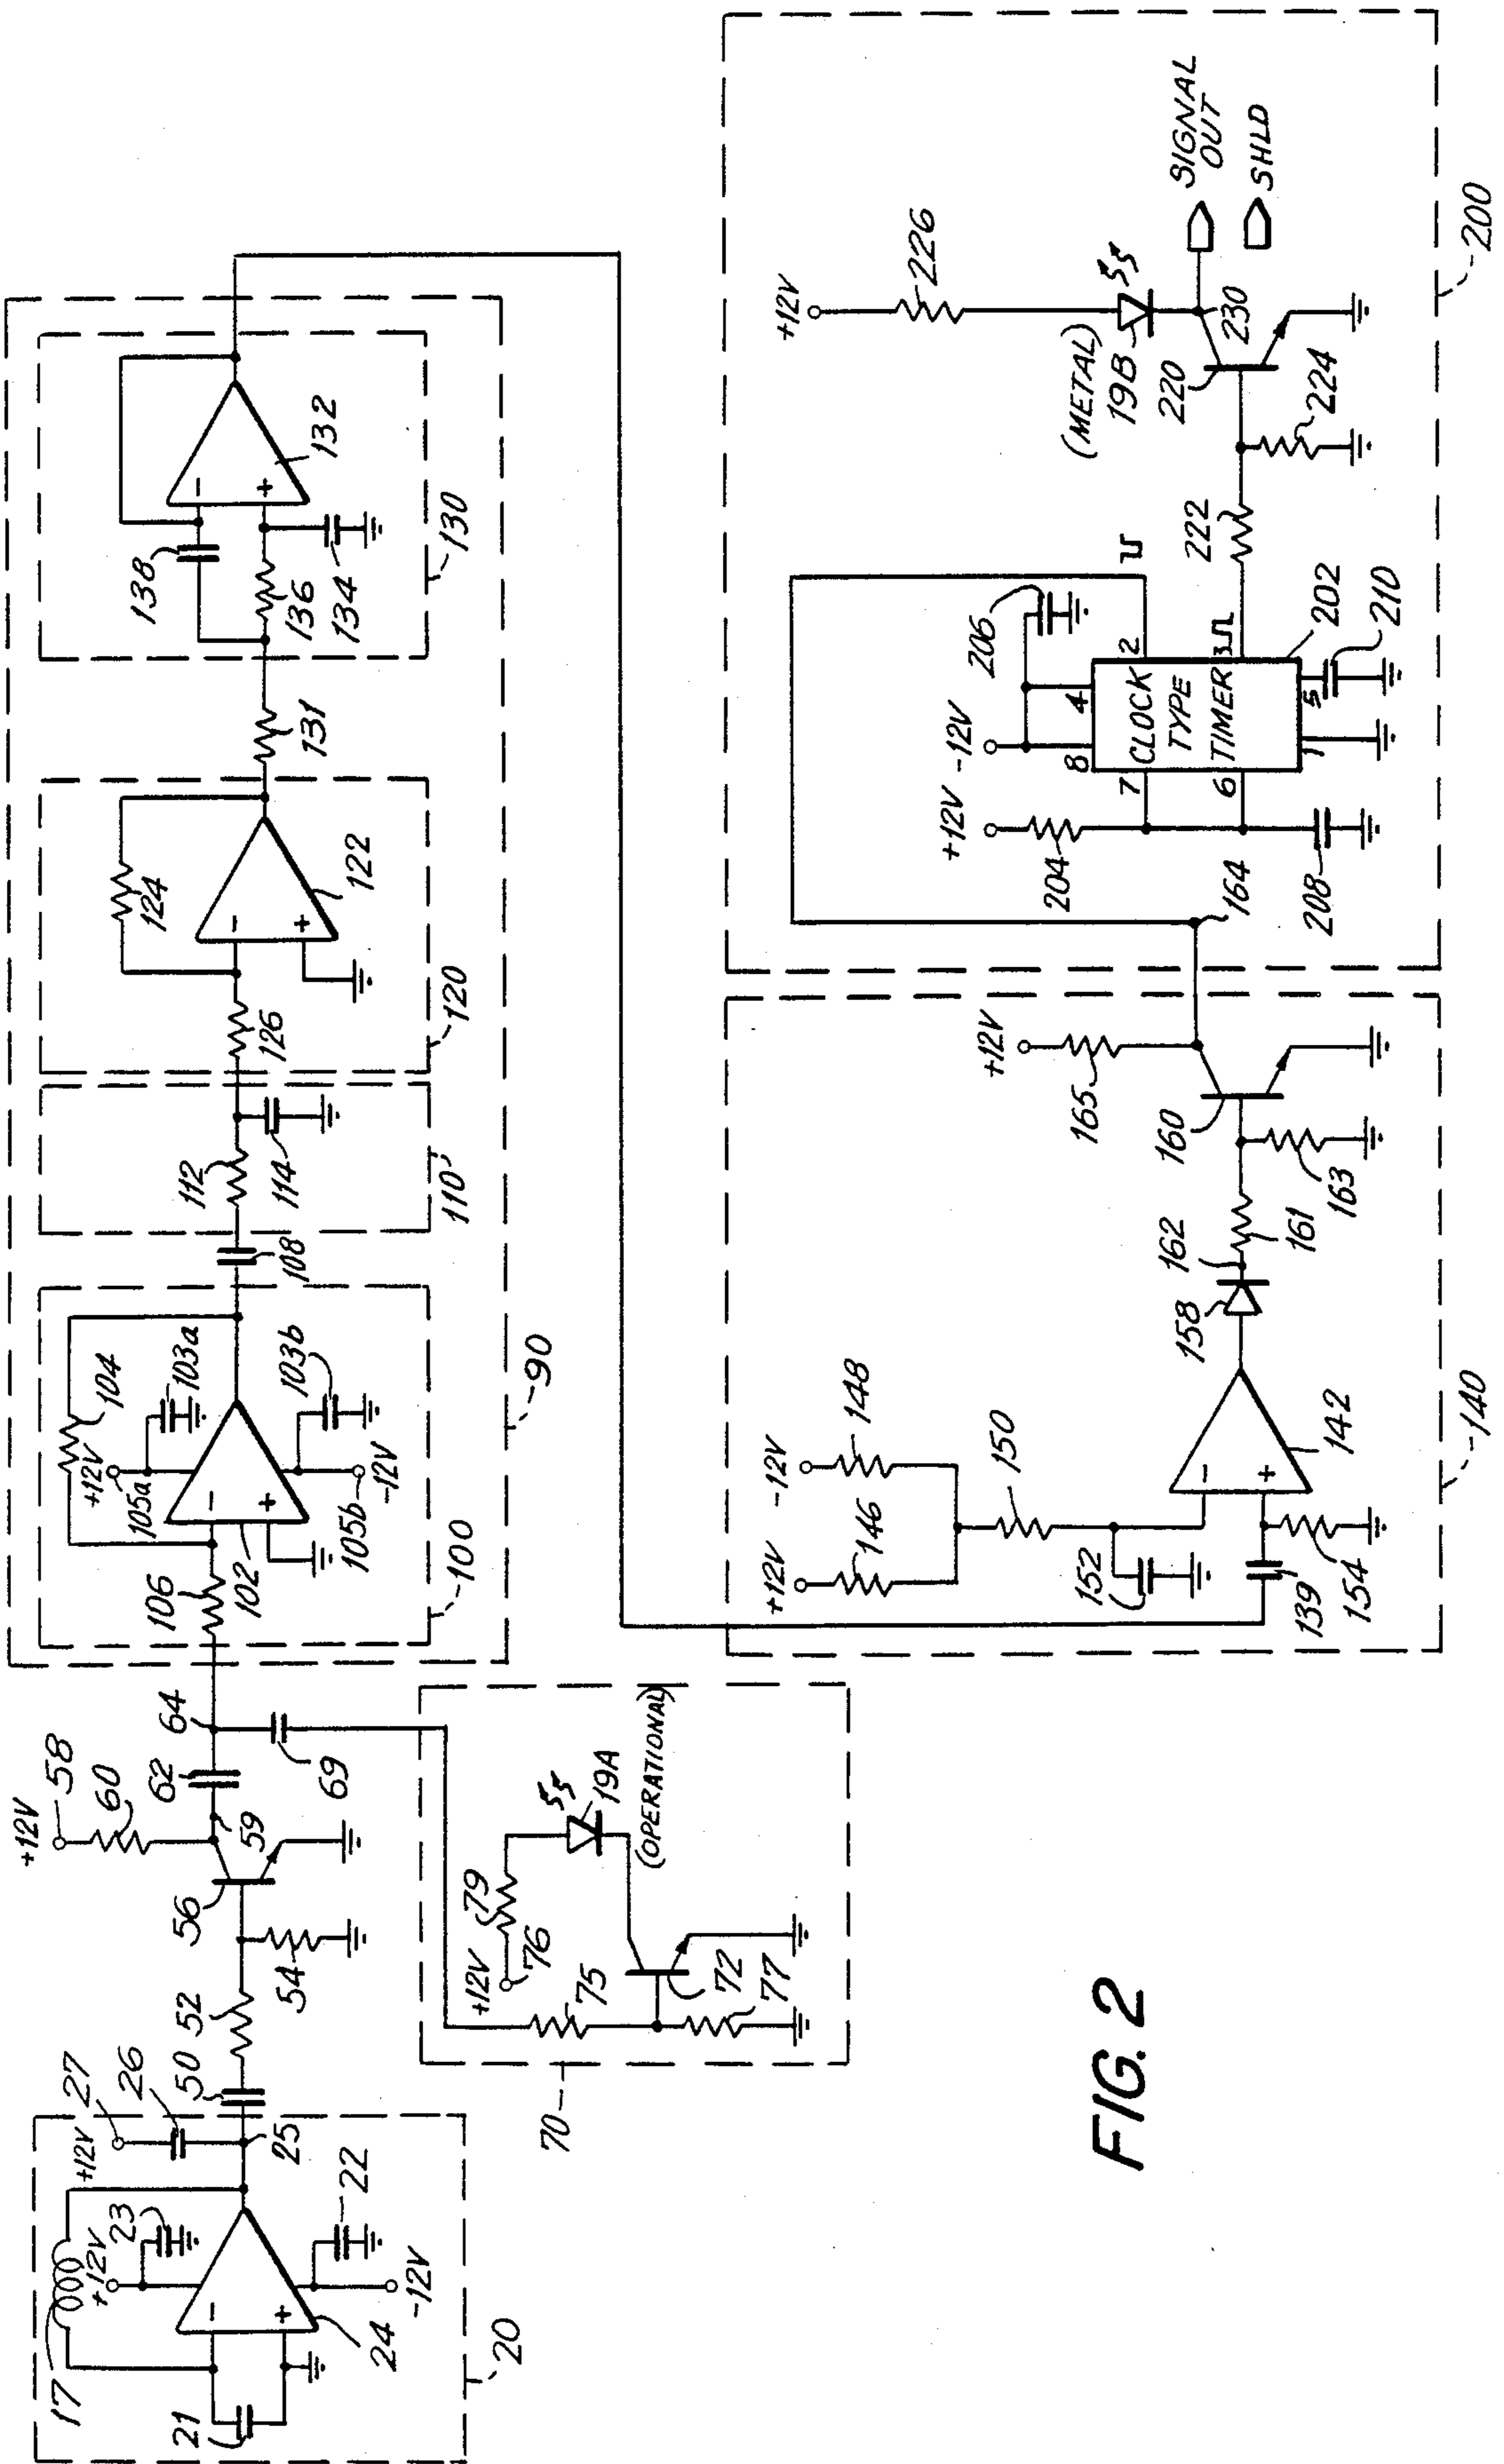 17
+12V
23
+12V
27
26
25
22
-12V
24
21
20
50
52
54
56
+12V
58
60
59
62
64
69
70
+12V
76
79
75
72
77
19A
(OPERATIONAL)
106
102
104
+12V
105a
103a
103b
105b
-12V
100
90
108
112
114
110
126
124
122
120
131
138
136
134
132
130
+12V
146
-12V
148
150
152
139
154
142
158
162
161
163
160
165
+12V
140
164
+12V
204
208
-12V
206
8
4
7
6
2
3
1
5
CLOCK
TYPE
TIMER
202
210
222
224
220
230
(METAL)
19B
+12V
226
SIGNAL
OUT
SHLD
200
FIG. 2